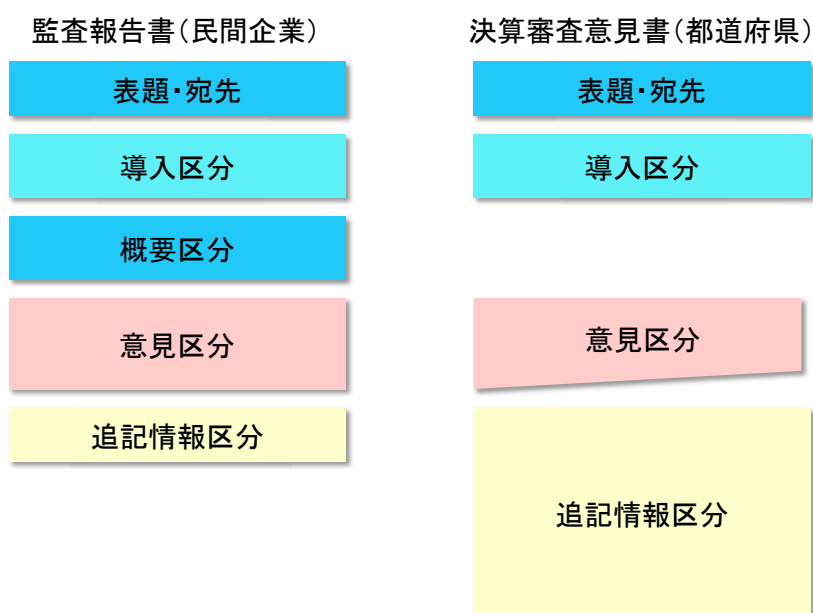 監査報告書(民間企業)
表題・宛先
導入区分
概要区分
意見区分
追記情報区分
決算審査意見書(都道府県)
表題・宛先
導入区分
意見区分
追記情報区分